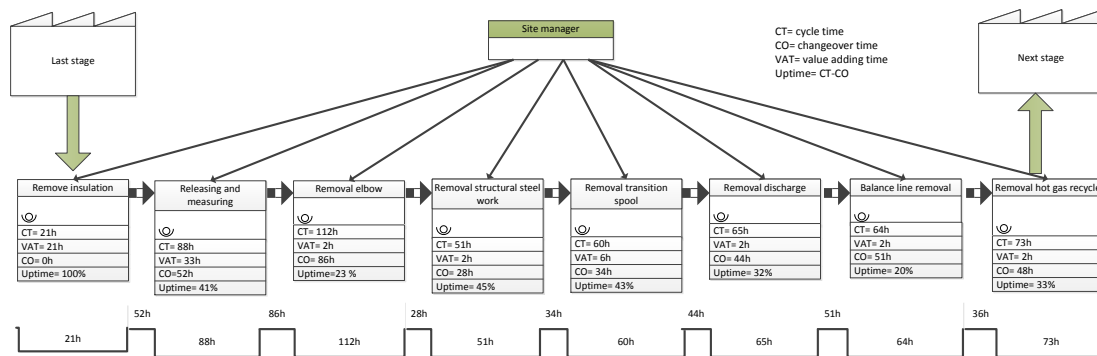 Site manager
CT= cycle time
CO= changeover time
VAT= value adding time
Uptime= CT-CO
Last stage
Next stage
Remove insulation
CT= 21h
VAT= 21h
CO= 0h
Uptime= 100%
Releasing and
measuring
CT= 88h
VAT= 33h
CO=52h
Uptime= 41%
Removal elbow
CT= 112h
VAT= 2h
CO= 86h
Uptime=23 %
Removal structural steel
work
CT= 51h
VAT= 2h
CO= 28h
Uptime= 45%
Removal transition
spool
CT= 60h
VAT= 6h
CO= 34h
Uptime= 43%
Removal discharge
CT= 65h
VAT= 2h
CO= 44h
Uptime= 32%
Balance line removal
CT= 64h
VAT= 2h
CO= 51h
Uptime= 20%
Removal hot gas recycle
CT= 73h
VAT= 2h
CO= 48h
Uptime= 33%
52h
86h
28h
34h
44h
51h
36h
21h
88h
112h
51h
60h
65h
64h
73h